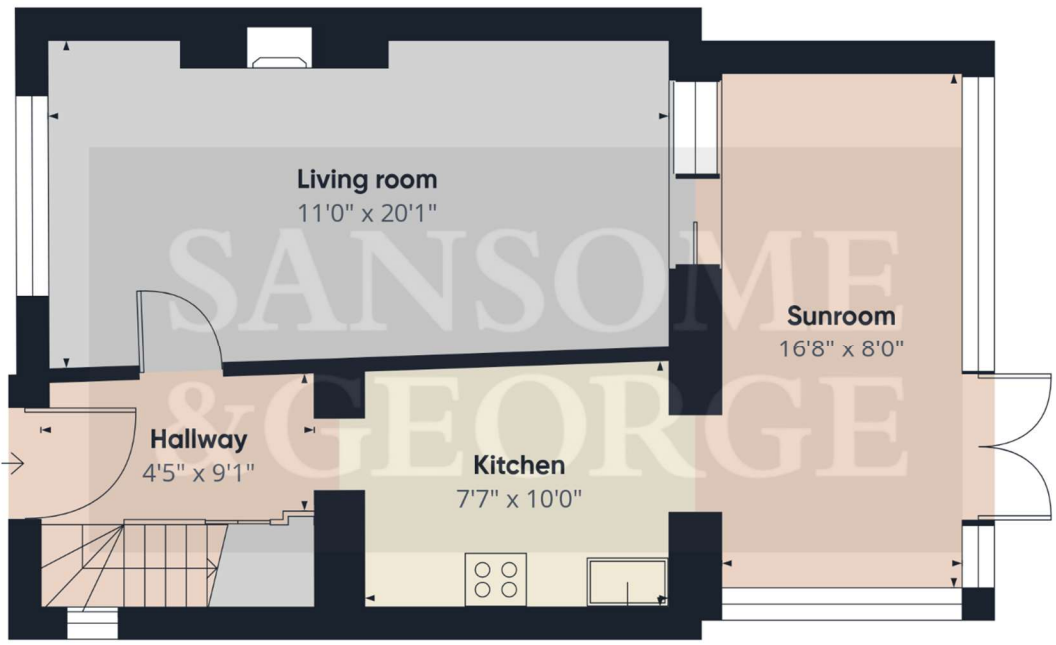 Living room
11'0" x 20'1"
SANSOME
Sunroom
16'8" x 8'0"
&GEORGE
Hallway
4'5" x 9'1"
Kitchen
7'7" x 10'0"